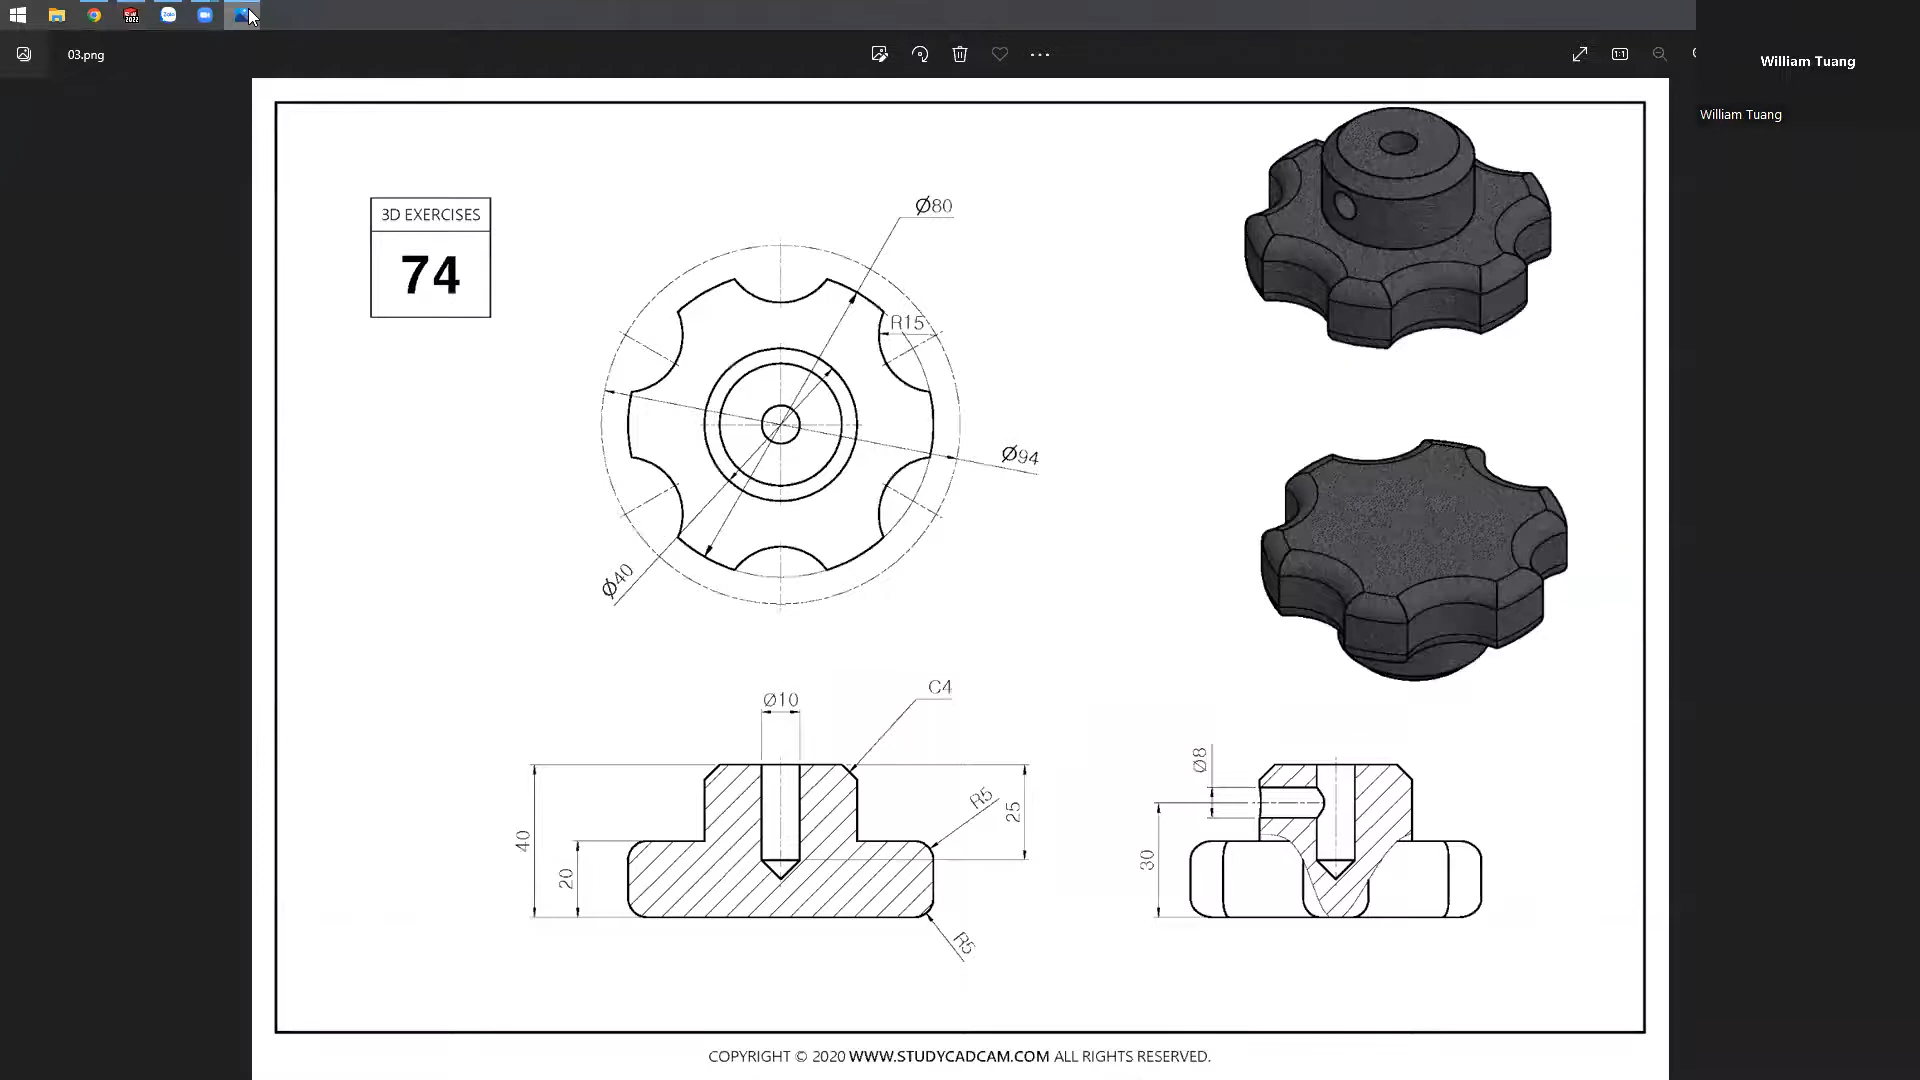 03.png
William Tuang
William Tuang
3D EXERCISES
74
Ø80
R15
Ø94
Ø40
Ø10
C4
R5
25
40
20
R5
Ø8
30
COPYRIGHT © 2020 WWW.STUDYCADCAM.COM ALL RIGHTS RESERVED.